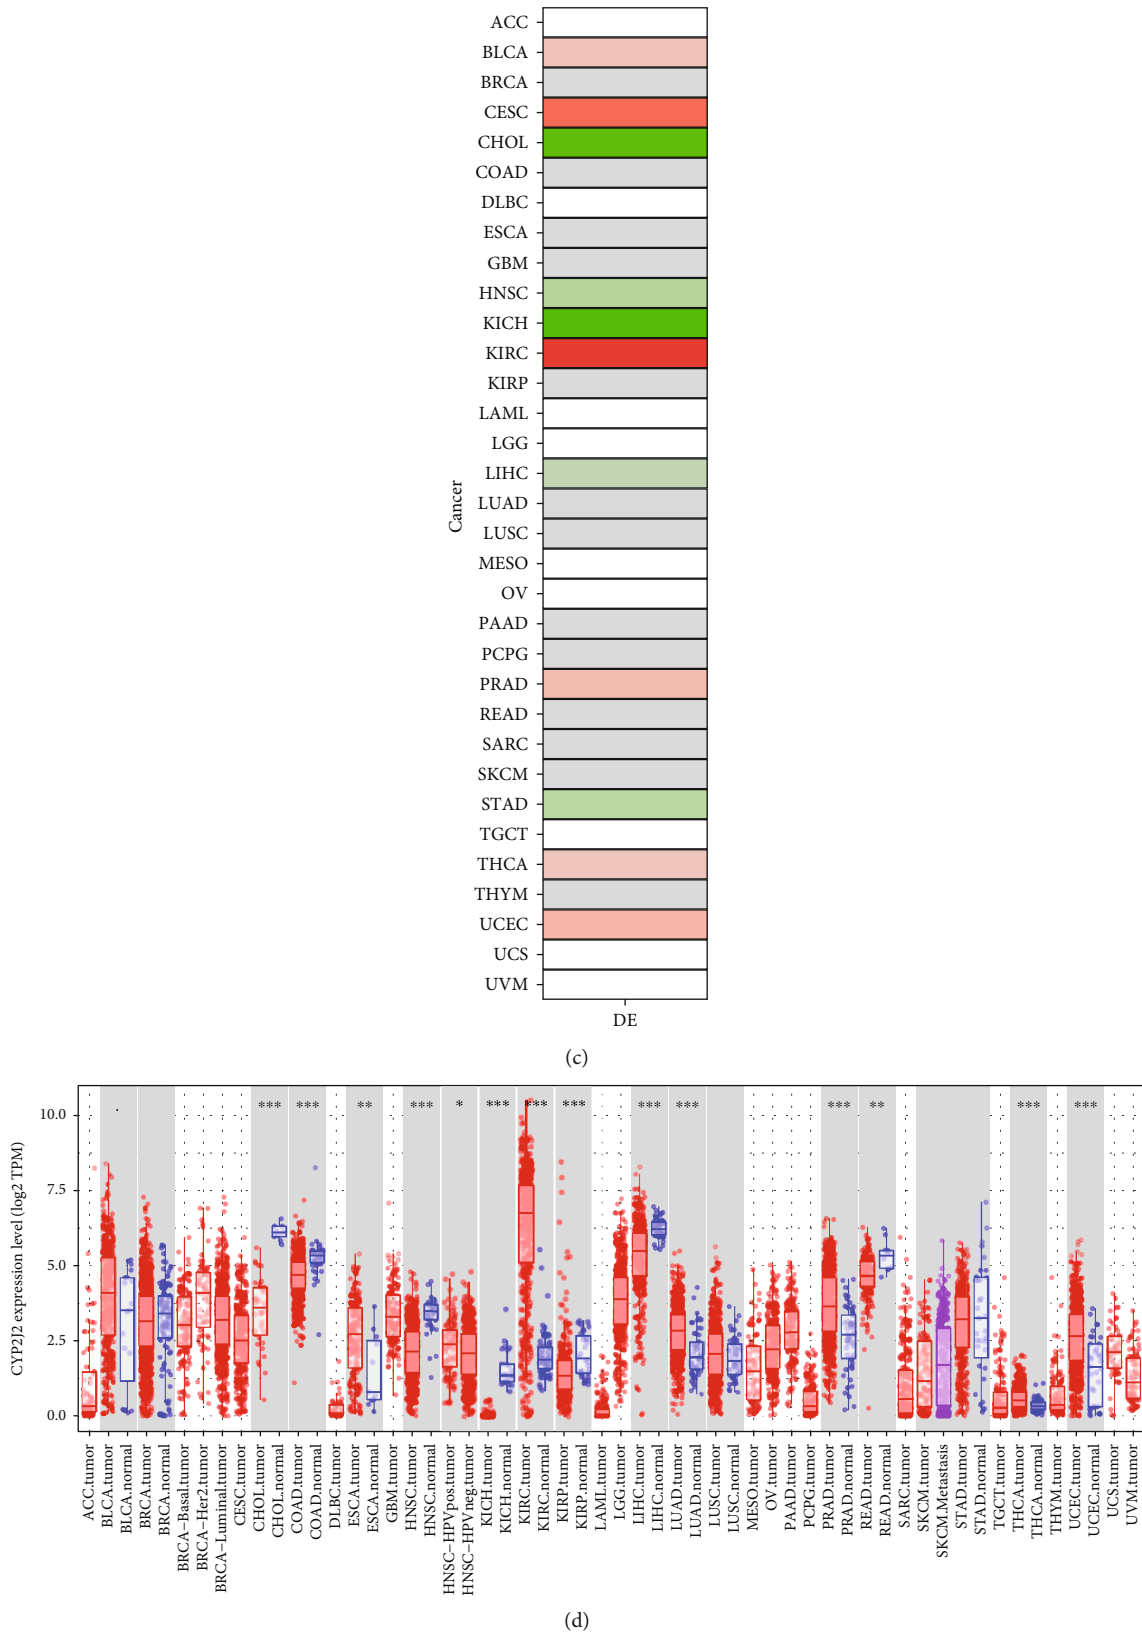 ACC
BLCA
BRCA
CESC
CHOL
COAD
DLBC
ESCA
GBM
HNSC
KICH
KIRC
KIRP
LAML
LGG
LIHC
LUAD
LUSC
MESO
OV
PAAD
PCPG
PRAD
READ
SARC
SKCM
STAD
TGCT
THCA
THYM
UCEC
UCS
UVM
Cancer
DE
(c)
CYP2J2 expression level (log2 TPM)
10.0
7.5
5.0
2.5
0.0
. *** *** ** *** * *** *** *** *** *** *** ** *** ***
ACC.tumor
BLCA.tumor
BLCA.normal
BRCA.tumor
BRCA.normal
BRCA-Basal.tumor
BRCA-Her2.tumor
BRCA-Luminal.tumor
CESC.tumor
CHOL.tumor
CHOL.normal
COAD.tumor
COAD.normal
DLBC.tumor
ESCA.tumor
ESCA.normal
GBM.tumor
HNSC.tumor
HNSC.normal
HNSC-HPVpos.tumor
HNSC-HPVneg.tumor
KICH.tumor
KICH.normal
KIRC.tumor
KIRC.normal
KIRP.tumor
KIRP.normal
LAML.tumor
LGG.tumor
LIHC.tumor
LIHC.normal
LUAD.tumor
LUAD.normal
LUSC.tumor
LUSC.normal
MESO.tumor
OV.tumor
PAAD.tumor
PCPG.tumor
PRAD.tumor
PRAD.normal
READ.tumor
READ.normal
SARC.tumor
SKCM.tumor
SKCM.Metastasis
STAD.tumor
STAD.normal
TGCT.tumor
THCA.tumor
THCA.normal
THYM.tumor
UCEC.tumor
UCEC.normal
UCS.tumor
UVM.tumor
(d)